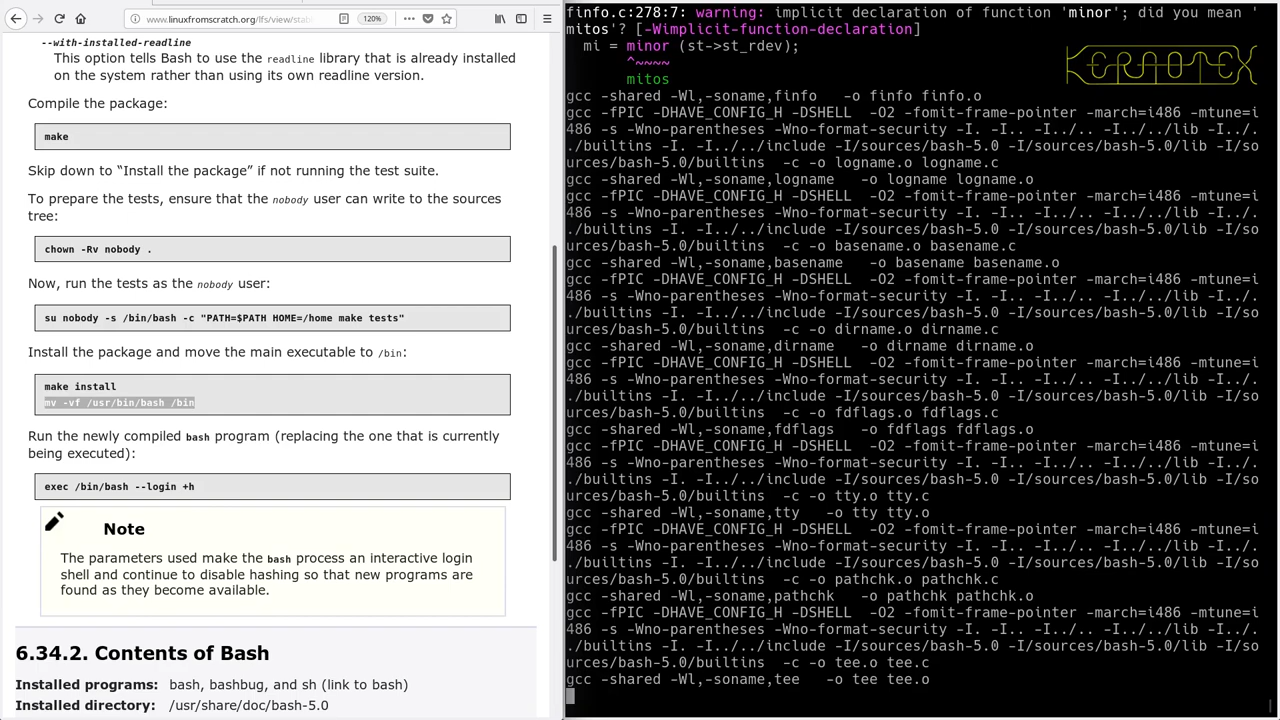 www.linuxfromscratch.org/lfs/view/stabl
120%
--with-installed-readline
This option tells Bash to use the readline library that is already installed
on the system rather than using its own readline version.
Compile the package:
make
Skip down to “Install the package” if not running the test suite.
To prepare the tests, ensure that the nobody user can write to the sources
tree:
chown -Rv nobody .
Now, run the tests as the nobody user:
su nobody -s /bin/bash -c "PATH=$PATH HOME=/home make tests"
Install the package and move the main executable to /bin:
make install
mv -vf /usr/bin/bash /bin
Run the newly compiled bash program (replacing the one that is currently
being executed):
exec /bin/bash --login +h
Note
The parameters used make the bash process an interactive login
shell and continue to disable hashing so that new programs are
found as they become available.
6.34.2. Contents of Bash
Installed programs: bash, bashbug, and sh (link to bash)
Installed directory: /usr/share/doc/bash-5.0
finfo.c:278:7: warning: implicit declaration of function 'minor'; did you mean '
mitos'? [-Wimplicit-function-declaration]
mi = minor (st->st_rdev);
^~~~~
mitos
KERNOTEX
gcc -shared -Wl,-soname,finfo -o finfo finfo.o
gcc -fPIC -DHAVE_CONFIG_H -DSHELL -O2 -fomit-frame-pointer -march=i486 -mtune=i
486 -s -Wno-parentheses -Wno-format-security -I. -I.. -I../.. -I../../lib -I../.
./builtins -I. -I../../include -I/sources/bash-5.0 -I/sources/bash-5.0/lib -I/so
urces/bash-5.0/builtins -c -o logname.o logname.c
gcc -shared -Wl,-soname,logname -o logname logname.o
gcc -fPIC -DHAVE_CONFIG_H -DSHELL -O2 -fomit-frame-pointer -march=i486 -mtune=i
486 -s -Wno-parentheses -Wno-format-security -I. -I.. -I../.. -I../../lib -I../.
./builtins -I. -I../../include -I/sources/bash-5.0 -I/sources/bash-5.0/lib -I/so
urces/bash-5.0/builtins -c -o basename.o basename.c
gcc -shared -Wl,-soname,basename -o basename basename.o
gcc -fPIC -DHAVE_CONFIG_H -DSHELL -O2 -fomit-frame-pointer -march=i486 -mtune=i
486 -s -Wno-parentheses -Wno-format-security -I. -I.. -I../.. -I../../lib -I../.
./builtins -I. -I../../include -I/sources/bash-5.0 -I/sources/bash-5.0/lib -I/so
urces/bash-5.0/builtins -c -o dirname.o dirname.c
gcc -shared -Wl,-soname,dirname -o dirname dirname.o
gcc -fPIC -DHAVE_CONFIG_H -DSHELL -O2 -fomit-frame-pointer -march=i486 -mtune=i
486 -s -Wno-parentheses -Wno-format-security -I. -I.. -I../.. -I../../lib -I../.
./builtins -I. -I../../include -I/sources/bash-5.0 -I/sources/bash-5.0/lib -I/so
urces/bash-5.0/builtins -c -o fdflags.o fdflags.c
gcc -shared -Wl,-soname,fdflags -o fdflags fdflags.o
gcc -fPIC -DHAVE_CONFIG_H -DSHELL -O2 -fomit-frame-pointer -march=i486 -mtune=i
486 -s -Wno-parentheses -Wno-format-security -I. -I.. -I../.. -I../../lib -I../.
./builtins -I. -I../../include -I/sources/bash-5.0 -I/sources/bash-5.0/lib -I/so
urces/bash-5.0/builtins -c -o tty.o tty.c
gcc -shared -Wl,-soname,tty -o tty tty.o
gcc -fPIC -DHAVE_CONFIG_H -DSHELL -O2 -fomit-frame-pointer -march=i486 -mtune=i
486 -s -Wno-parentheses -Wno-format-security -I. -I.. -I../.. -I../../lib -I../.
./builtins -I. -I../../include -I/sources/bash-5.0 -I/sources/bash-5.0/lib -I/so
urces/bash-5.0/builtins -c -o pathchk.o pathchk.c
gcc -shared -Wl,-soname,pathchk -o pathchk pathchk.o
gcc -fPIC -DHAVE_CONFIG_H -DSHELL -O2 -fomit-frame-pointer -march=i486 -mtune=i
486 -s -Wno-parentheses -Wno-format-security -I. -I.. -I../.. -I../../lib -I../.
./builtins -I. -I../../include -I/sources/bash-5.0 -I/sources/bash-5.0/lib -I/so
urces/bash-5.0/builtins -c -o tee.o tee.c
gcc -shared -Wl,-soname,tee -o tee tee.o